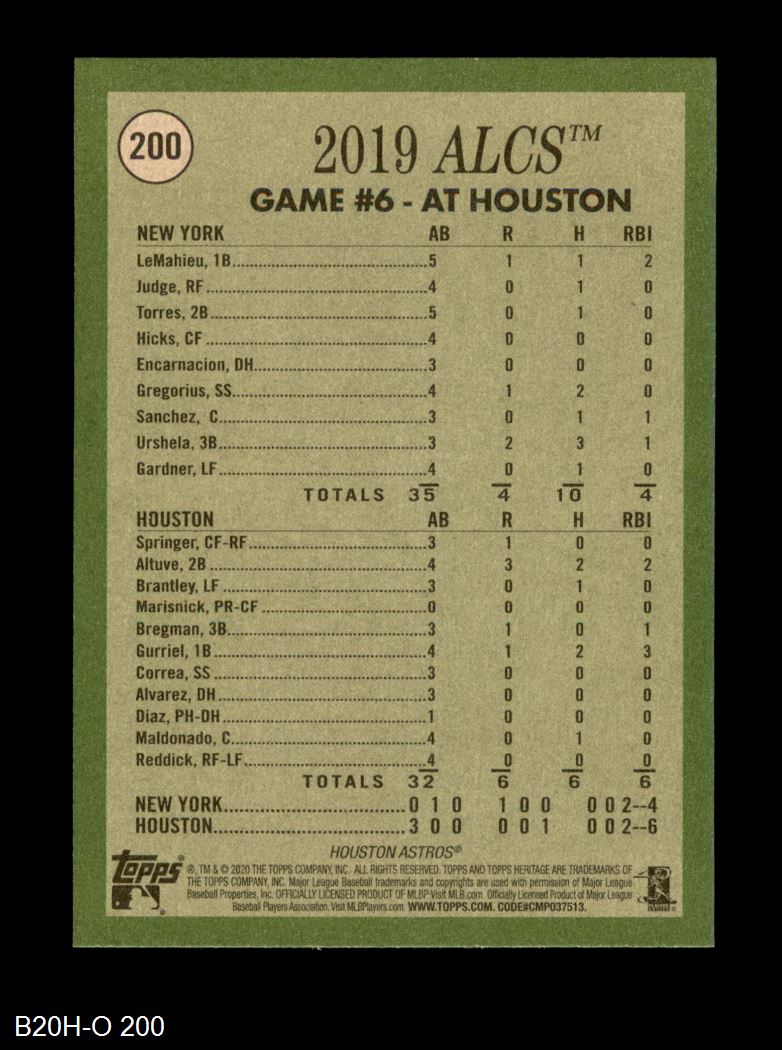 200
2019 ALCS™
GAME #6 - AT HOUSTON
NEW YORK AB R H RBI
LeMahieu, 1B 5 1 1 2
Judge, RF 4 0 1 0
Torres, 2B 5 0 1 0
Hicks, CF 4 0 0 0
Encarnacion, DH 3 0 0 0
Gregorius, SS 4 1 2 0
Sanchez, C 3 0 1 1
Urshela, 3B 3 2 3 1
Gardner, LF 4 0 1 0
TOTALS 35 4 10 4
HOUSTON AB R H RBI
Springer, CF-RF 3 1 0 0
Altuve, 2B 4 3 2 2
Brantley, LF 3 0 1 0
Marisnick, PR-CF 0 0 0 0
Bregman, 3B 3 1 0 1
Gurriel, 1B 4 1 2 3
Correa, SS 3 0 0 0
Alvarez, DH 3 0 0 0
Diaz, PH-DH 1 0 0 0
Maldonado, C 4 0 1 0
Reddick, RF-LF 4 0 0 0
TOTALS 32 6 6 6
NEW YORK 0 1 0 1 0 0 0 0 2--4
HOUSTON 3 0 0 0 0 1 0 0 2--6
HOUSTON ASTROS®
topps ®, TM & © 2020 THE TOPPS COMPANY, INC. ALL RIGHTS RESERVED. TOPPS AND TOPPS HERITAGE ARE TRADEMARKS OF
THE TOPPS COMPANY, INC. Major League Baseball trademarks and copyrights are used with permission of Major League
Baseball Properties, Inc. OFFICIALLY LICENSED PRODUCT OF MLBP-Visit MLB.com. Officially Licensed Product of Major League
Baseball Players Association. Visit MLBPlayers.com. WWW.TOPPS.COM. CODE#CMP037513.
B20H-O 200